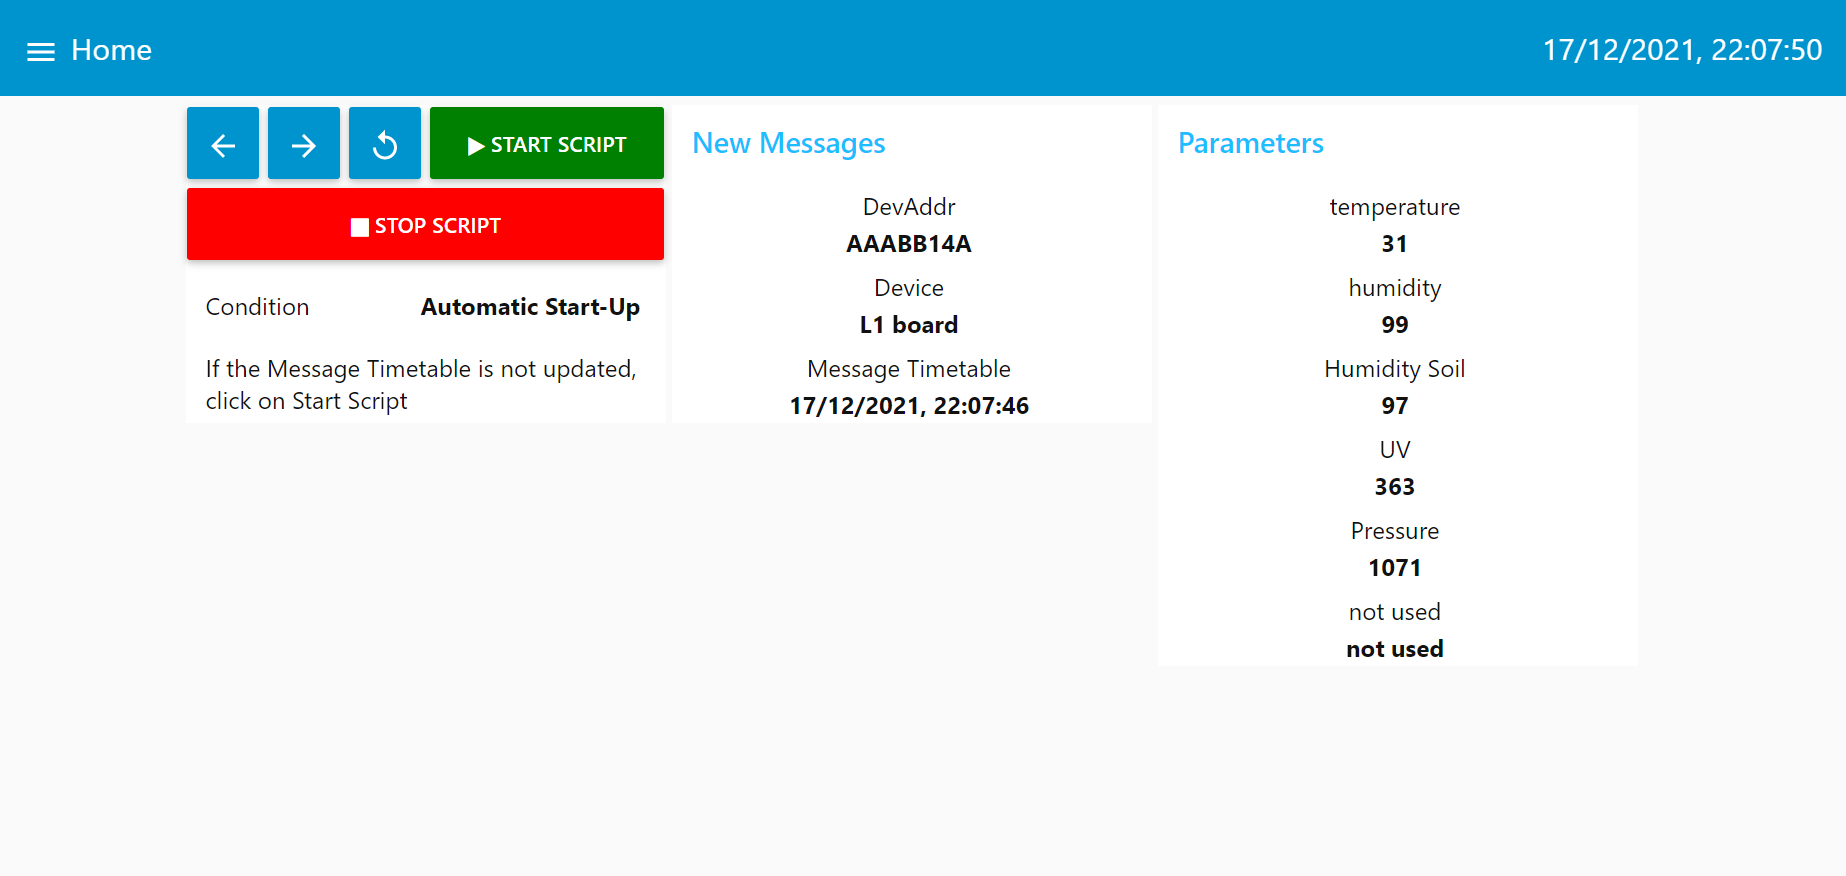 Home
17/12/2021, 22:07:50
START SCRIPT
STOP SCRIPT
Condition
Automatic Start-Up
If the Message Timetable is not updated,
click on Start Script
New Messages
DevAddr
AAABB14A
Device
L1 board
Message Timetable
17/12/2021, 22:07:46
Parameters
temperature
31
humidity
99
Humidity Soil
97
UV
363
Pressure
1071
not used
not used